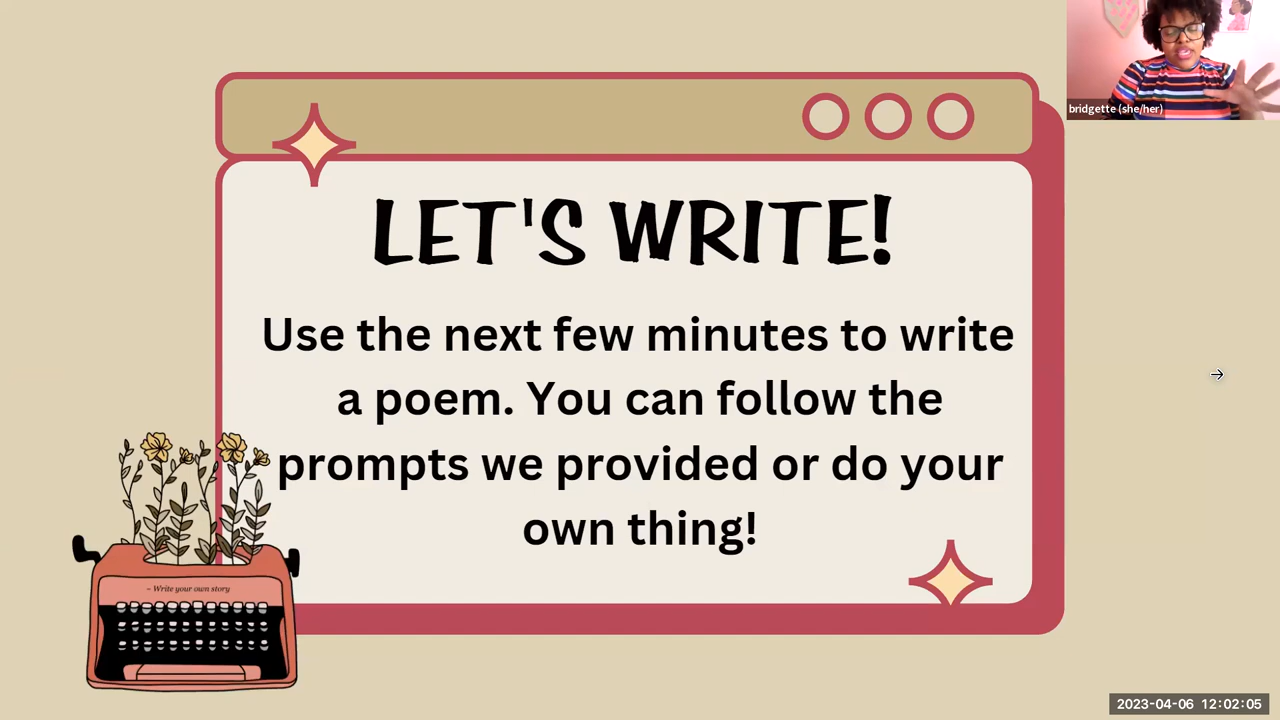 bridgette (she/her)
LET'S WRITE!
Use the next few minutes to write
a poem. You can follow the
prompts we provided or do your
own thing!
~ Write your own story
2023-04-06 12:02:05